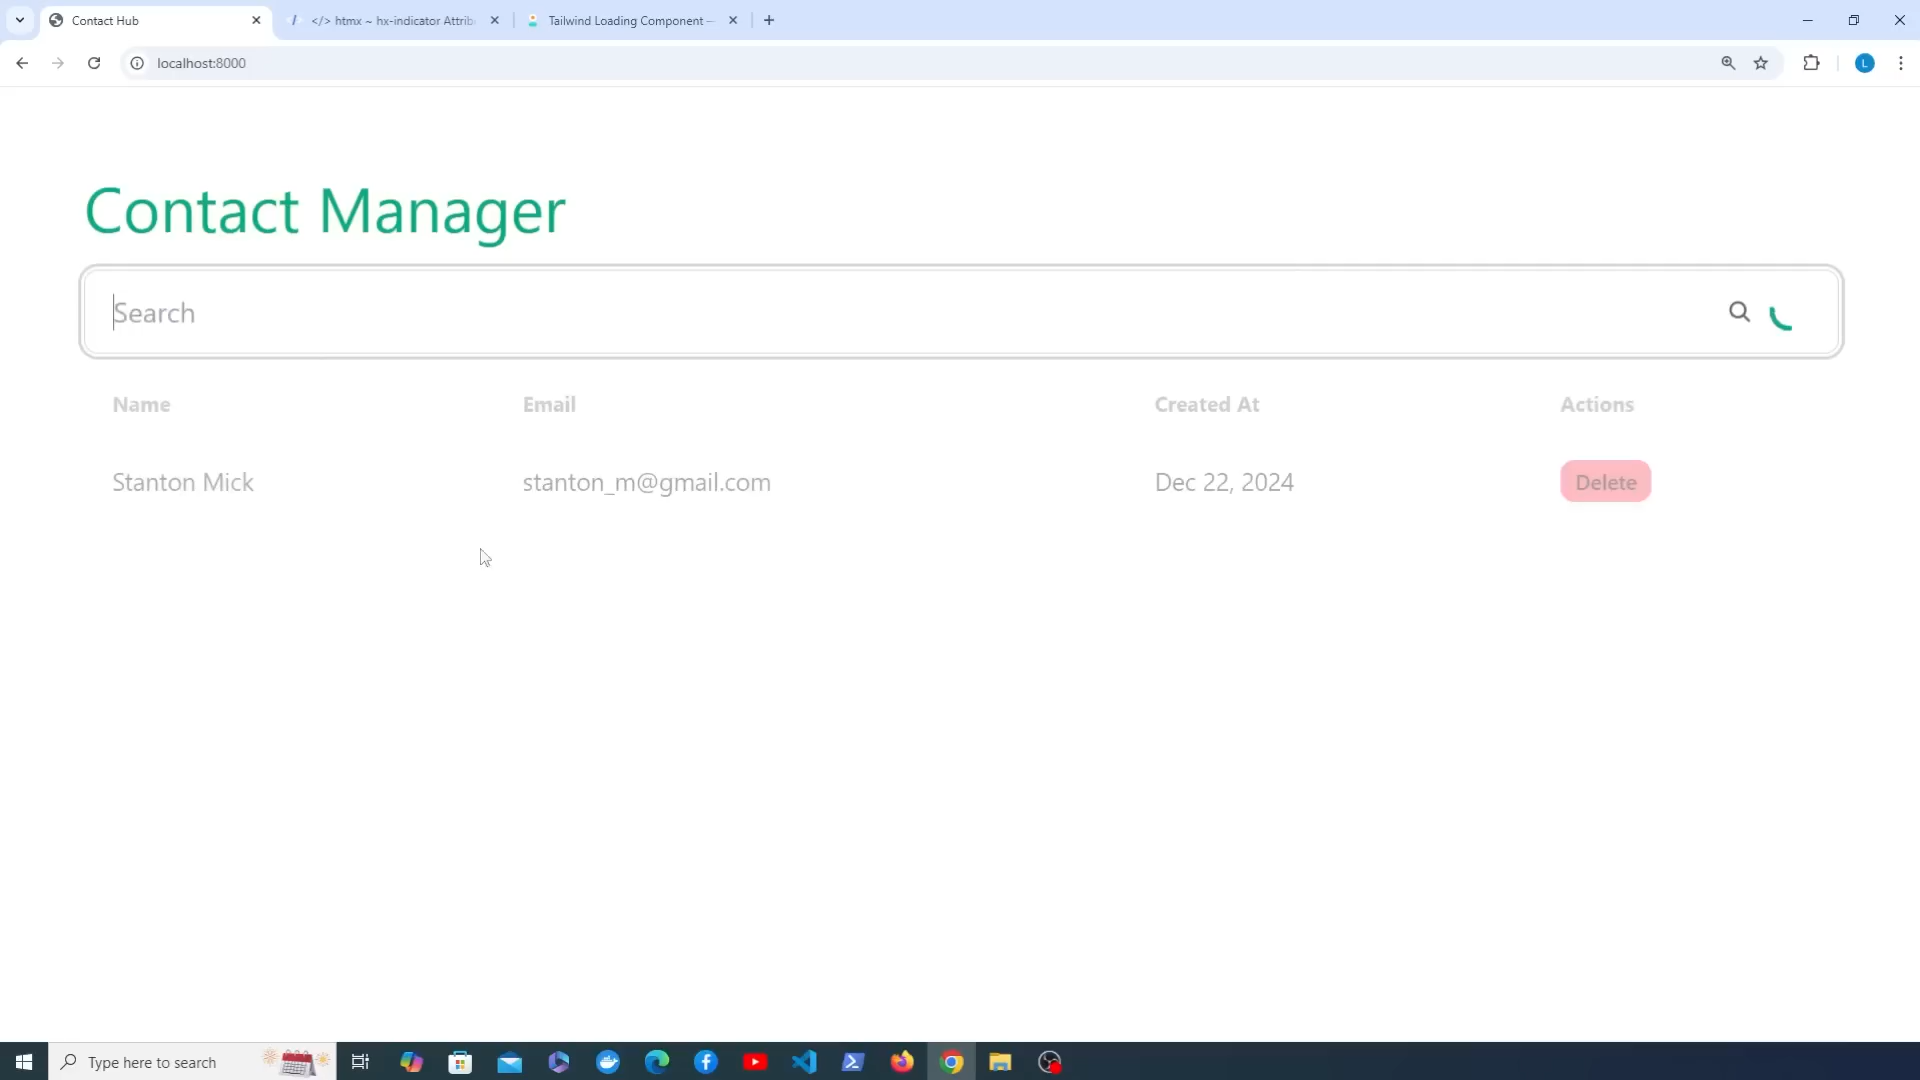 Contact Hub
</> htmx ~ hx-indicator Attrib
Tailwind Loading Component —
localhost:8000
L
Contact Manager
Search
Name Email Created At Actions
Stanton Mick stanton_m@gmail.com Dec 22, 2024 Delete
Type here to search